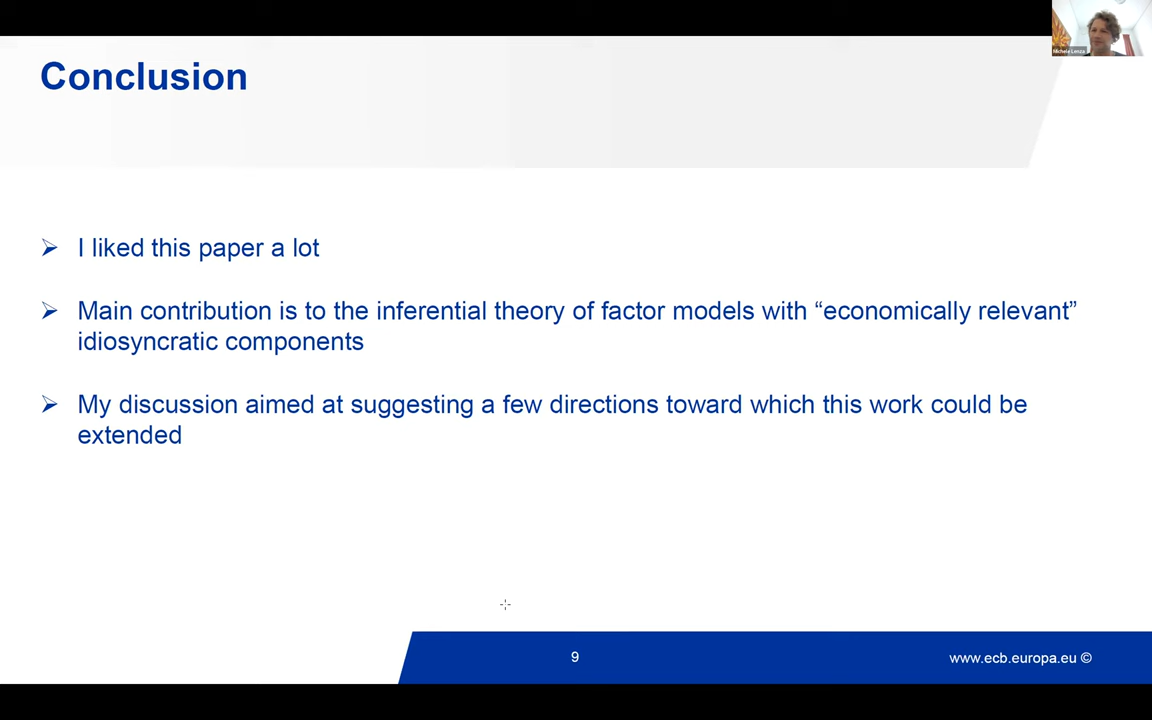 Michele Lenza
Conclusion
➢ I liked this paper a lot
➢ Main contribution is to the inferential theory of factor models with “economically relevant”
idiosyncratic components
➢ My discussion aimed at suggesting a few directions toward which this work could be
extended
9
www.ecb.europa.eu ©